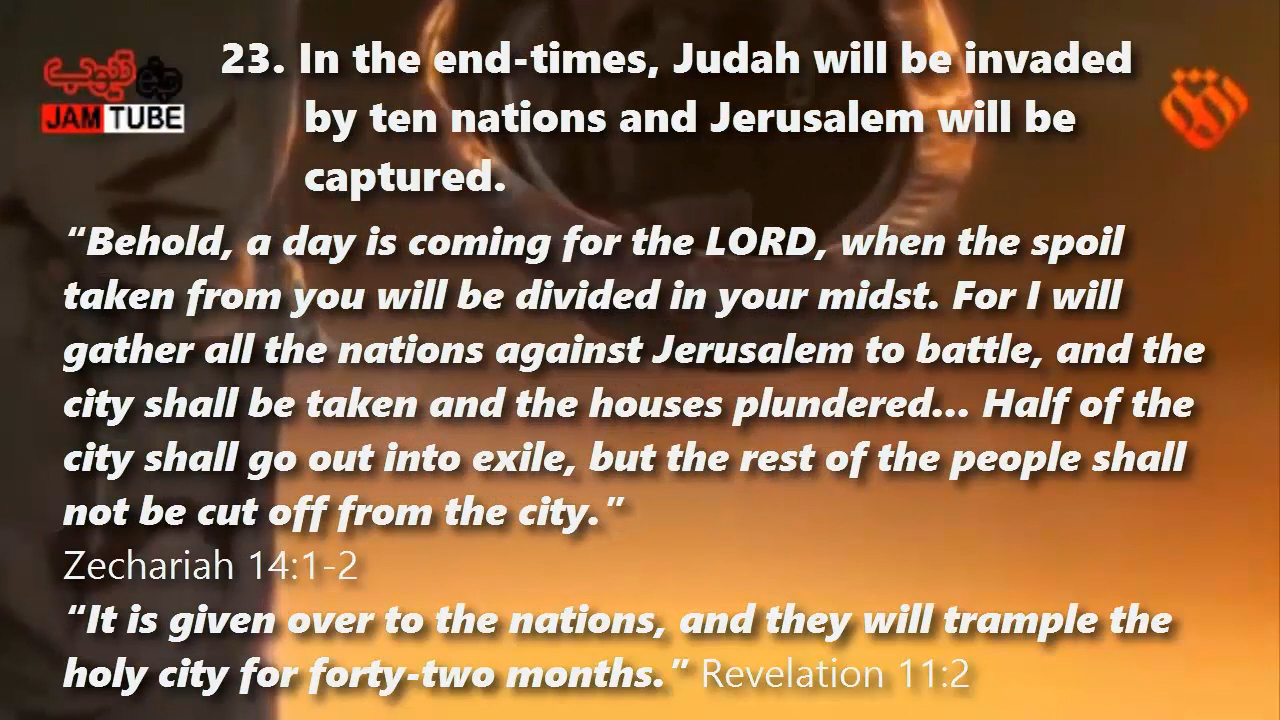 23. In the end-times, Judah will be invaded
by ten nations and Jerusalem will be
captured.
JAM TUBE
“Behold, a day is coming for the LORD, when the spoil
taken from you will be divided in your midst. For I will
gather all the nations against Jerusalem to battle, and the
city shall be taken and the houses plundered... Half of the
city shall go out into exile, but the rest of the people shall
not be cut off from the city.”
Zechariah 14:1-2
“It is given over to the nations, and they will trample the
holy city for forty-two months.” Revelation 11:2